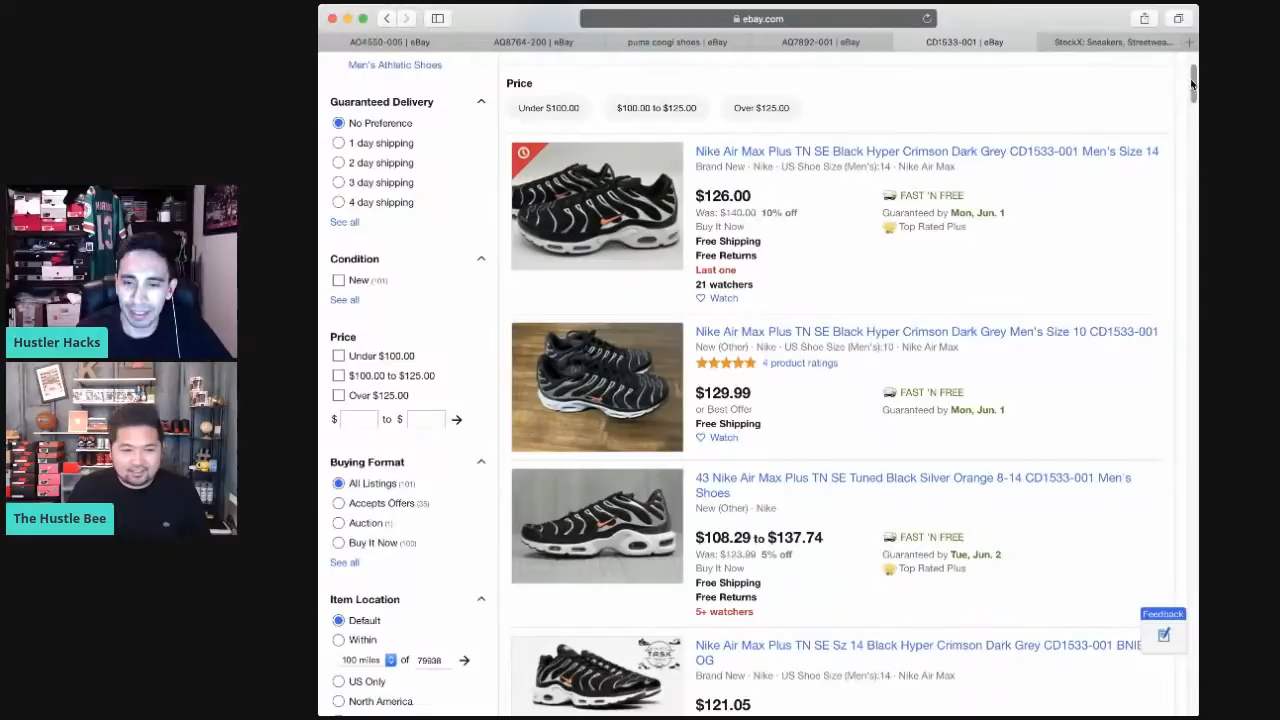 ebay.com
AO4550-005 | eBay
AQ8764-200 | eBay
puma coogi shoes | eBay
AQ7892-001 | eBay
CD1533-001 | eBay
StockX: Sneakers, Streetwea...
Men's Athletic Shoes
Guaranteed Delivery
No Preference
1 day shipping
2 day shipping
3 day shipping
4 day shipping
See all
Condition
New (101)
See all
Price
Under $100.00
$100.00 to $125.00
Over $125.00
$ to $
Buying Format
All Listings (101)
Accepts Offers (35)
Auction (1)
Buy It Now (100)
See all
Item Location
Default
Within
100 miles of 79938
US Only
North America
Price
Under $100.00
$100.00 to $125.00
Over $125.00
Nike Air Max Plus TN SE Black Hyper Crimson Dark Grey CD1533-001 Men's Size 14
Brand New · Nike · US Shoe Size (Men's):14 · Nike Air Max
$126.00
Was: $140.00 10% off
Buy It Now
Free Shipping
Free Returns
Last one
21 watchers
Watch
FAST 'N FREE
Guaranteed by Mon, Jun. 1
Top Rated Plus
Nike Air Max Plus TN SE Black Hyper Crimson Dark Grey Men's Size 10 CD1533-001
New (Other) · Nike · US Shoe Size (Men's):10 · Nike Air Max
4 product ratings
$129.99
or Best Offer
Free Shipping
Watch
FAST 'N FREE
Guaranteed by Mon, Jun. 1
43 Nike Air Max Plus TN SE Tuned Black Silver Orange 8-14 CD1533-001 Men's
Shoes
New (Other) · Nike
$108.29 to $137.74
Was: $123.99 5% off
Buy It Now
Free Shipping
Free Returns
5+ watchers
FAST 'N FREE
Guaranteed by Tue, Jun. 2
Top Rated Plus
Feedback
Nike Air Max Plus TN SE Sz 14 Black Hyper Crimson Dark Grey CD1533-001 BNIB
OG
Brand New · Nike · US Shoe Size (Men's):14 · Nike Air Max
$121.05
Hustler Hacks
The Hustle Bee